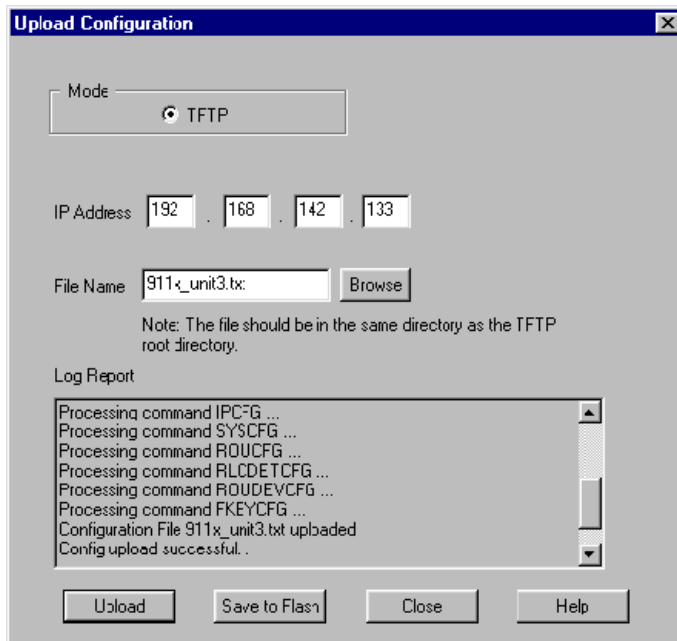 Upload Configuration
Mode
TFTP
IP Address 192 . 168 . 142 . 133
File Name 911x_unit3.txt Browse
Note: The file should be in the same directory as the TFTP
root directory.
Log Report
Processing command IPCFG ...
Processing command SYSCFG ...
Processing command ROUCFG ...
Processing command RLCDETCFG ...
Processing command ROUDEVCFG ...
Processing command FKEYCFG ...
Configuration File 911x_unit3.txt uploaded
Config upload successful. .
Upload Save to Flash Close Help